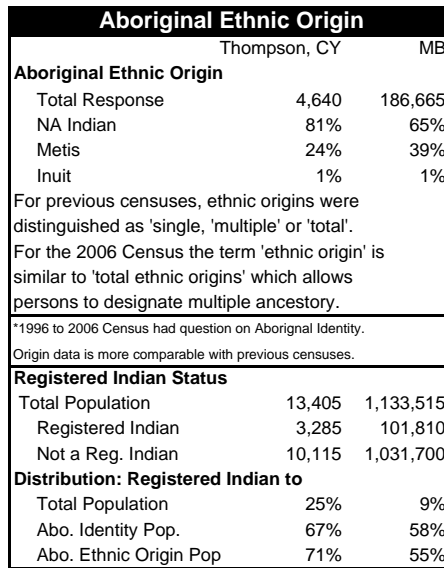 Aboriginal Ethnic Origin
Thompson, CY MB
Aboriginal Ethnic Origin
Total Response 4,640 186,665
NA Indian 81% 65%
Metis 24% 39%
Inuit 1% 1%
For previous censuses, ethnic origins were
distinguished as 'single, 'multiple' or 'total'.
For the 2006 Census the term 'ethnic origin' is
similar to 'total ethnic origins' which allows
persons to designate multiple ancestory.
*1996 to 2006 Census had question on Aborignal Identity.
Origin data is more comparable with previous censuses.
Registered Indian Status
Total Population 13,405 1,133,515
Registered Indian 3,285 101,810
Not a Reg. Indian 10,115 1,031,700
Distribution: Registered Indian to
Total Population 25% 9%
Abo. Identity Pop. 67% 58%
Abo. Ethnic Origin Pop 71% 55%